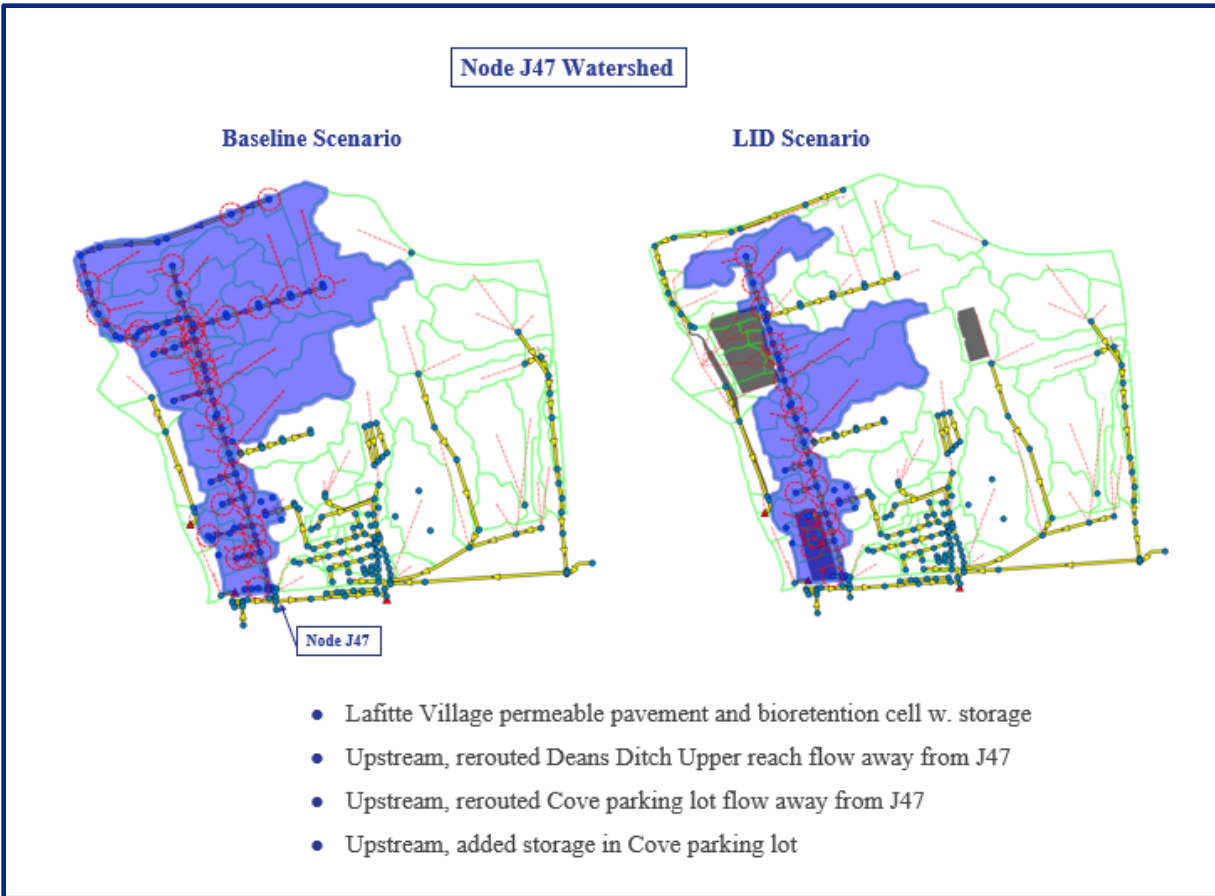 Node J47 Watershed
Baseline Scenario
LID Scenario
Node J47
● Lafitte Village permeable pavement and bioretention cell w. storage
● Upstream, rerouted Deans Ditch Upper reach flow away from J47
● Upstream, rerouted Cove parking lot flow away from J47
● Upstream, added storage in Cove parking lot